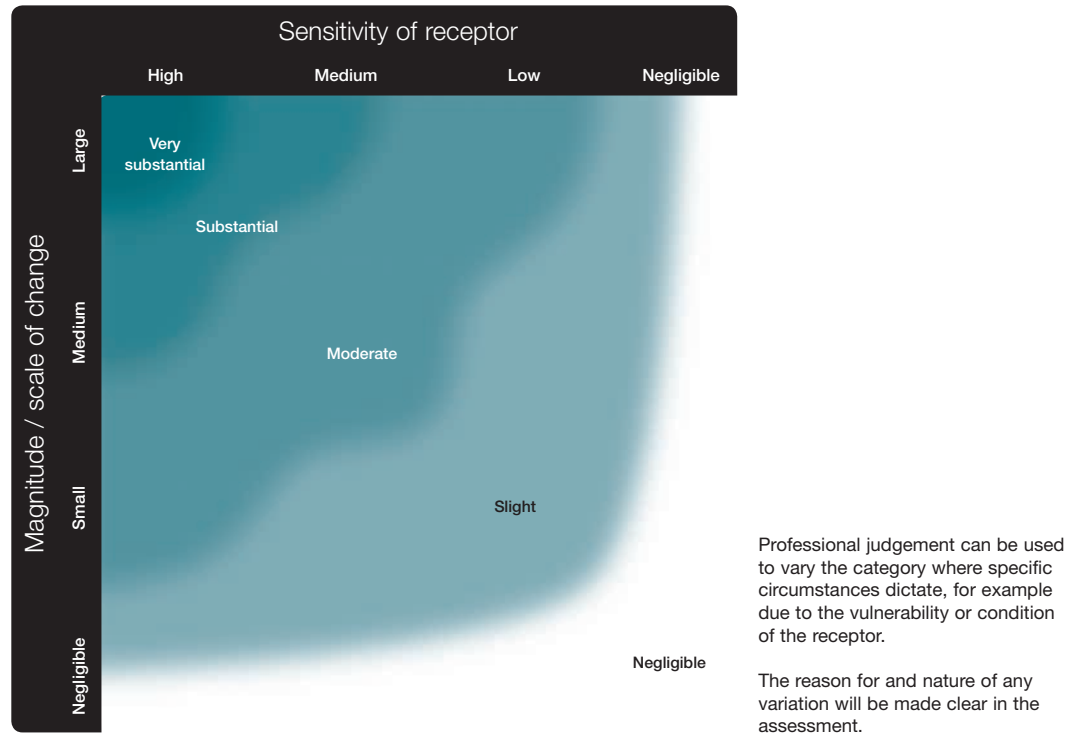 Sensitivity of receptor
High Medium Low Negligible
Magnitude / scale of change
Large
Medium
Small
Negligible
Very
substantial
Substantial
Moderate
Slight
Negligible
Professional judgement can be used
to vary the category where specific
circumstances dictate, for example
due to the vulnerability or condition
of the receptor.
The reason for and nature of any
variation will be made clear in the
assessment.